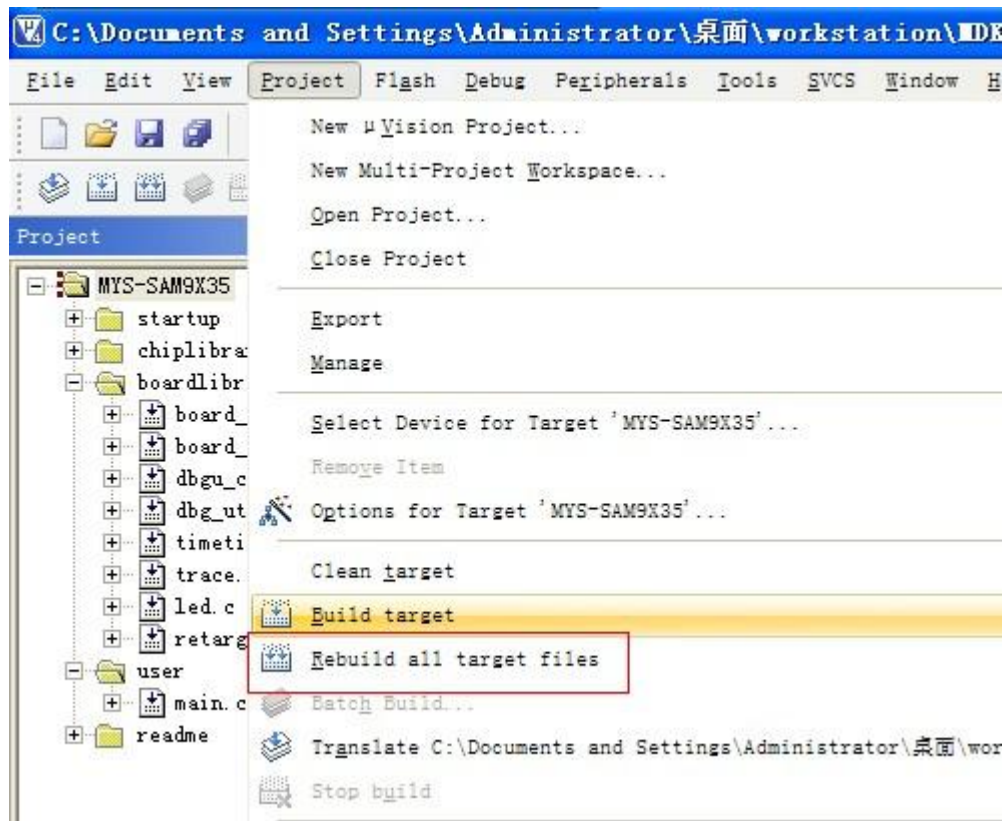 C:\Documents and Settings\Administrator\桌面\workstation\MDK
File Edit View Project Flash Debug Peripherals Tools SVCS Window H
New μVision Project...
New Multi-Project Workspace...
Open Project...
Close Project
Export
Manage
Select Device for Target 'MYS-SAM9X35'...
Remove Item
Options for Target 'MYS-SAM9X35'...
Clean target
Build target
Rebuild all target files
Batch Build...
Translate C:\Documents and Settings\Administrator\桌面\wor
Stop build
Project
MYS-SAM9X35
startup
chiplibra
boardlibr
board_
board_
dbgu_c
dbg_ut
timeti
trace.
led.c
retarg
user
main.c
readme